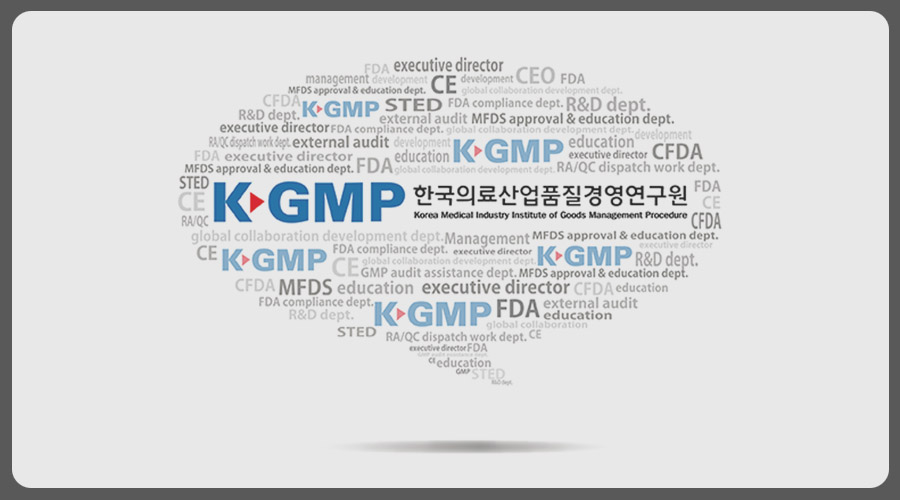 FDA executive director
management development CE development CEO FDA
MFDS approval & education dept. global collaboration development dept.
CFDA K GMP STED FDA compliance dept. R&D dept.
R&D dept. external audit MFDS approval & education dept.
executive director FDA compliance dept. global collaboration development dept. development
RA/QC dispatch work dept. external audit development K GMP education
FDA executive director education executive director CFDA
MFDS approval & education dept. FDA global collaboration development dept. RA/QC dispatch work dept.
STED K GMP 한국의료산업품질경영연구원 FDA
CE Korea Medical Industry Institute of Goods Management Procedure CE
RA/QC CFDA
global collaboration development dept. Management MFDS approval & education dept.
CE K GMP FDA compliance dept. executive director K GMP executive director
CE global collaboration development dept. R&D dept.
GMP audit assistance dept. MFDS approval & education dept.
CFDA MFDS education executive director CFDA education
FDA compliance dept. K GMP FDA external audit
R&D dept. education
global collaboration
STED RA/QC dispatch work dept. CE
executive director FDA
GMP audit assistance dept.
CE education
GMP STED
R&D dept.